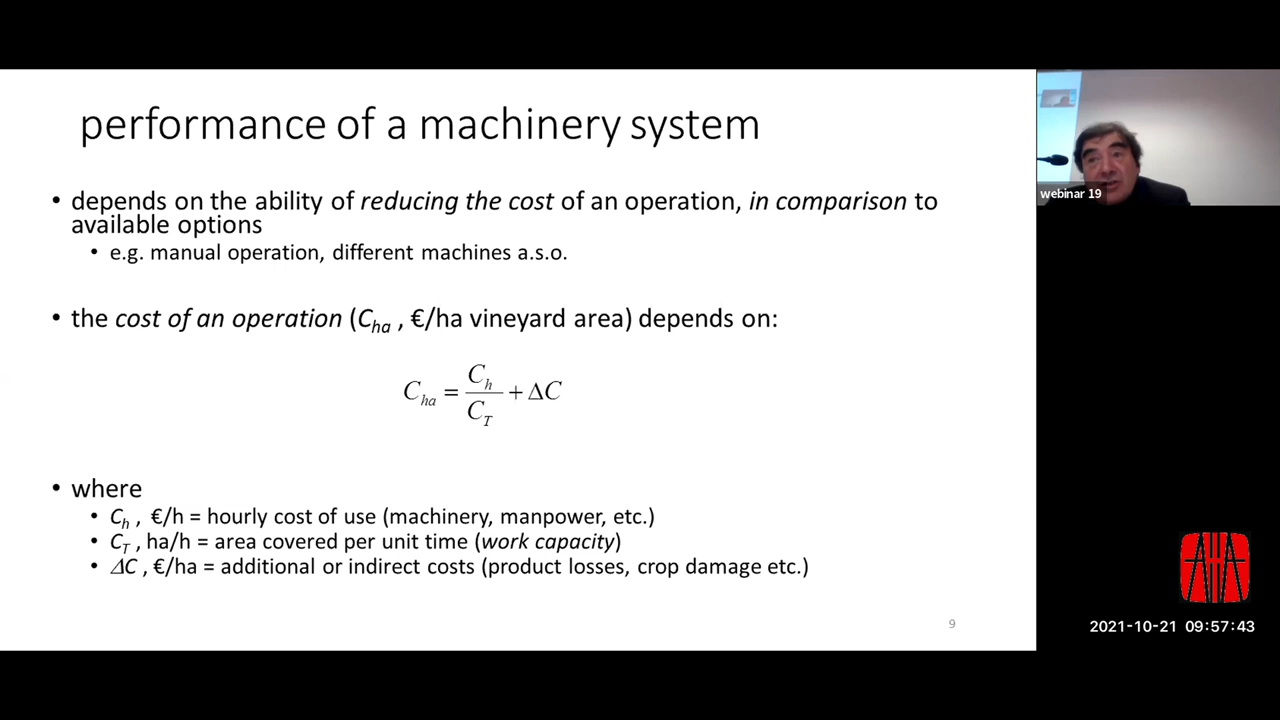 performance of a machinery system
• depends on the ability of reducing the cost of an operation, in comparison to
available options
• e.g. manual operation, different machines a.s.o.
• the cost of an operation (Cha , €/ha vineyard area) depends on:
Cha = Ch / CT + ΔC
• where
• Ch , €/h = hourly cost of use (machinery, manpower, etc.)
• CT , ha/h = area covered per unit time (work capacity)
• ΔC , €/ha = additional or indirect costs (product losses, crop damage etc.)
9
webinar 19
2021-10-21 09:57:43